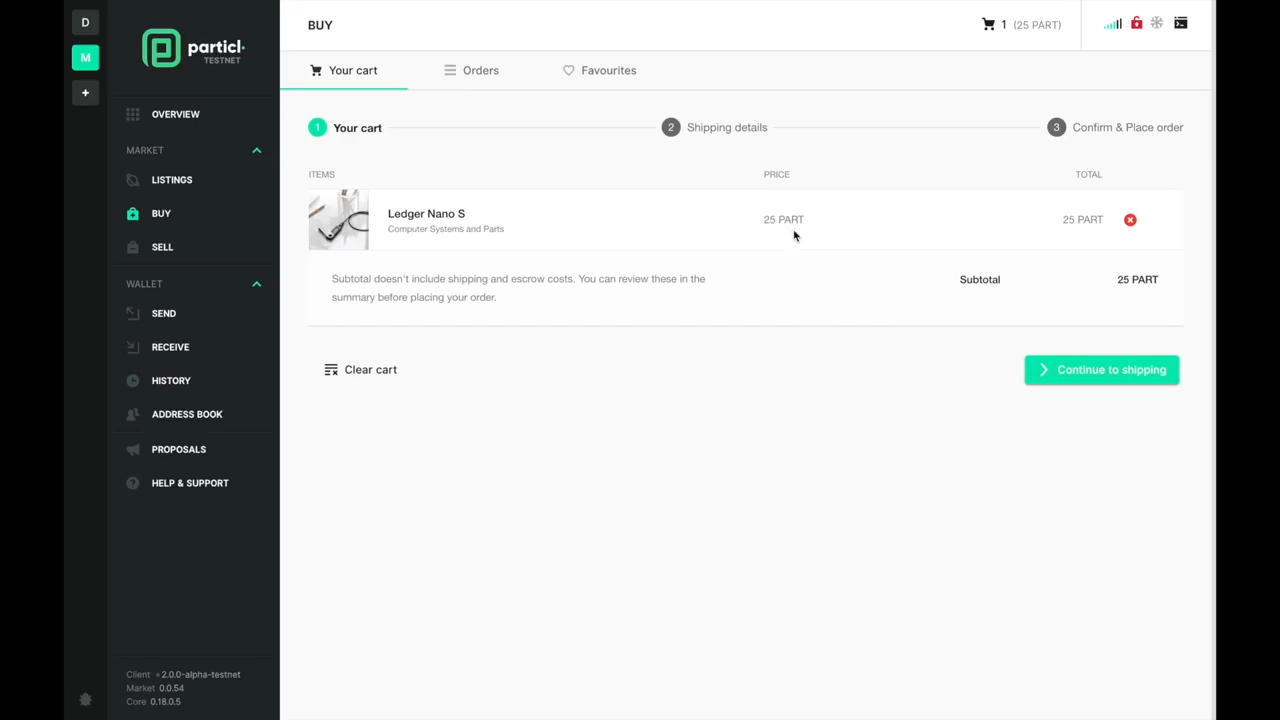 D
M
+
particl
TESTNET
OVERVIEW
MARKET
LISTINGS
BUY
SELL
WALLET
SEND
RECEIVE
HISTORY
ADDRESS BOOK
PROPOSALS
HELP & SUPPORT
Client 2.0.0-alpha-testnet
Market 0.0.54
Core 0.18.0.5
BUY
1 (25 PART)
Your cart
Orders
Favourites
1 Your cart
2 Shipping details
3 Confirm & Place order
ITEMS PRICE TOTAL
Ledger Nano S
Computer Systems and Parts
25 PART
25 PART
Subtotal doesn't include shipping and escrow costs. You can review these in the
summary before placing your order.
Subtotal 25 PART
Clear cart
Continue to shipping